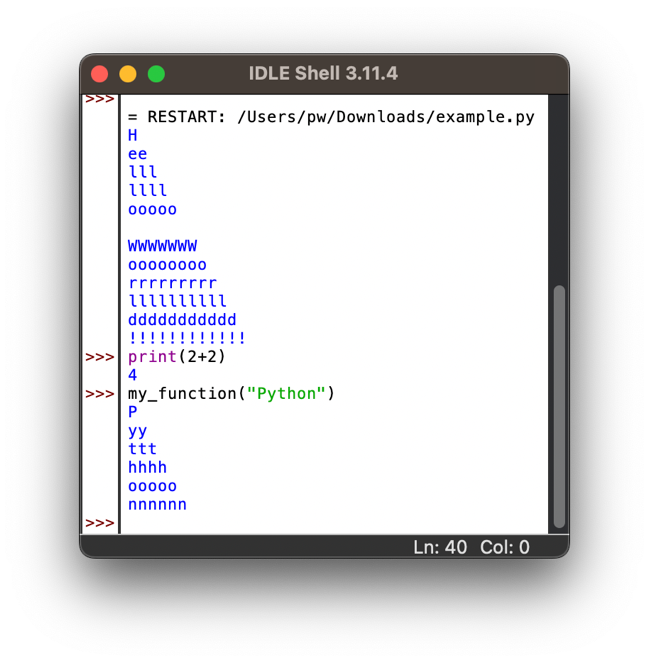 IDLE Shell 3.11.4
>>>
= RESTART: /Users/pw/Downloads/example.py
H
ee
lll
llll
ooooo
WWWWWWW
oooooooo
rrrrrrrrr
llllllllll
ddddddddddd
!!!!!!!!!!!!
>>> print(2+2)
4
>>> my_function("Python")
P
yy
ttt
hhhh
ooooo
nnnnnn
>>>
Ln: 40 Col: 0